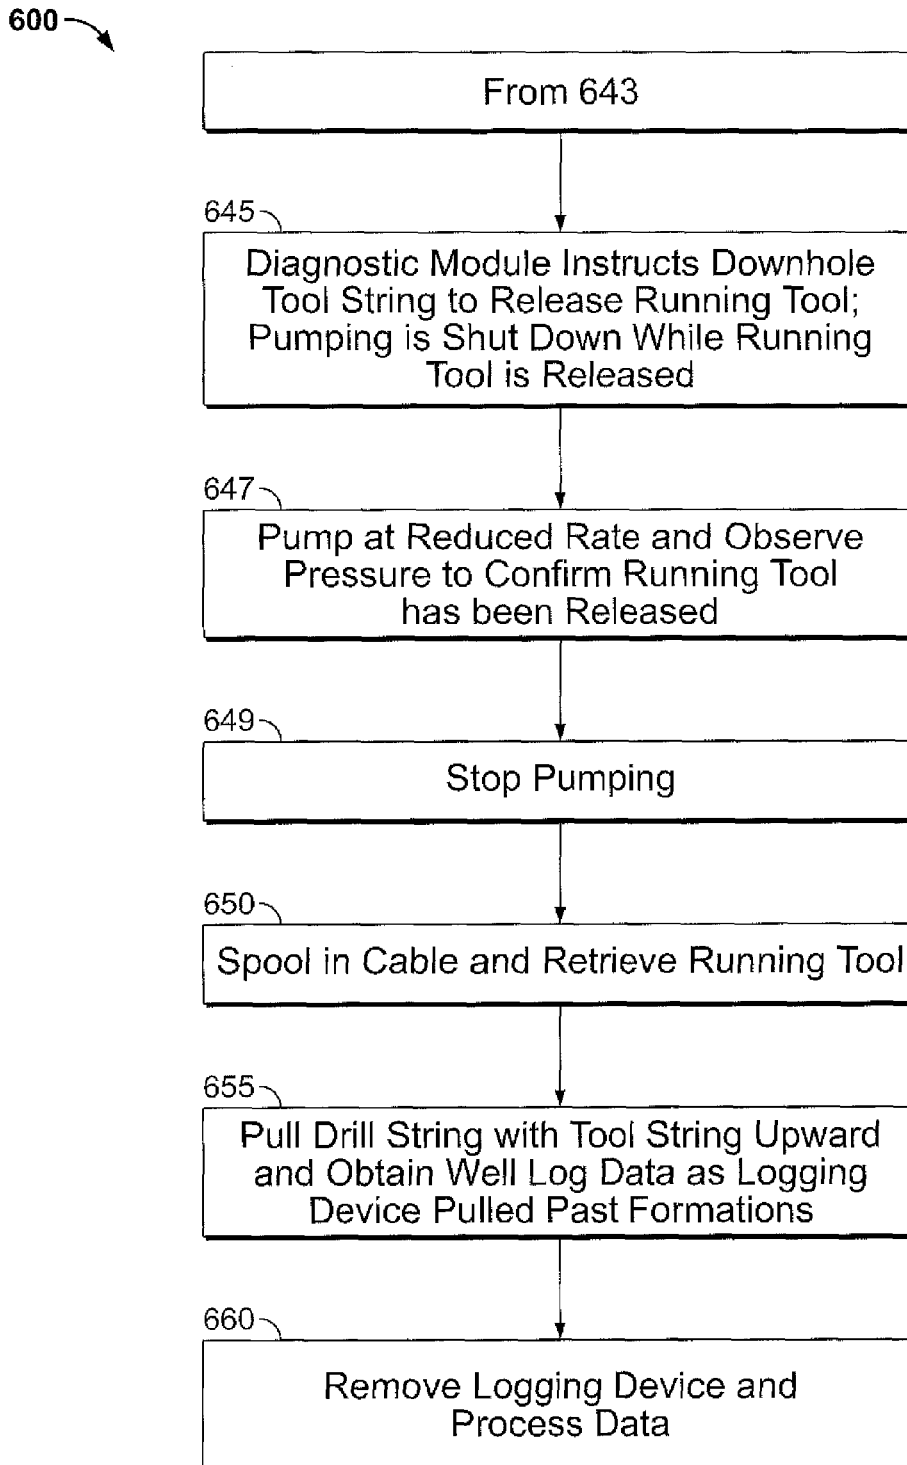 600
From 643
645
Diagnostic Module Instructs Downhole
Tool String to Release Running Tool;
Pumping is Shut Down While Running
Tool is Released
647
Pump at Reduced Rate and Observe
Pressure to Confirm Running Tool
has been Released
649
Stop Pumping
650
Spool in Cable and Retrieve Running Tool
655
Pull Drill String with Tool String Upward
and Obtain Well Log Data as Logging
Device Pulled Past Formations
660
Remove Logging Device and
Process Data